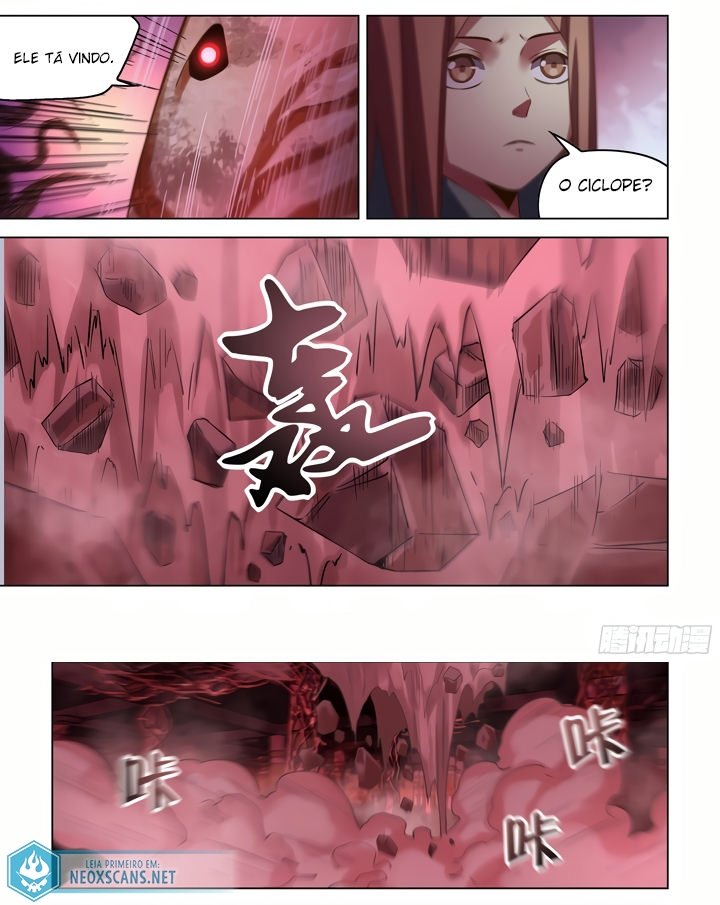 ELE TÁ VINDO.
O CICLOPE?
轰
腾讯动漫
咔
咔
咔
LEIA PRIMEIRO EM:
NEOXSCANS.NET